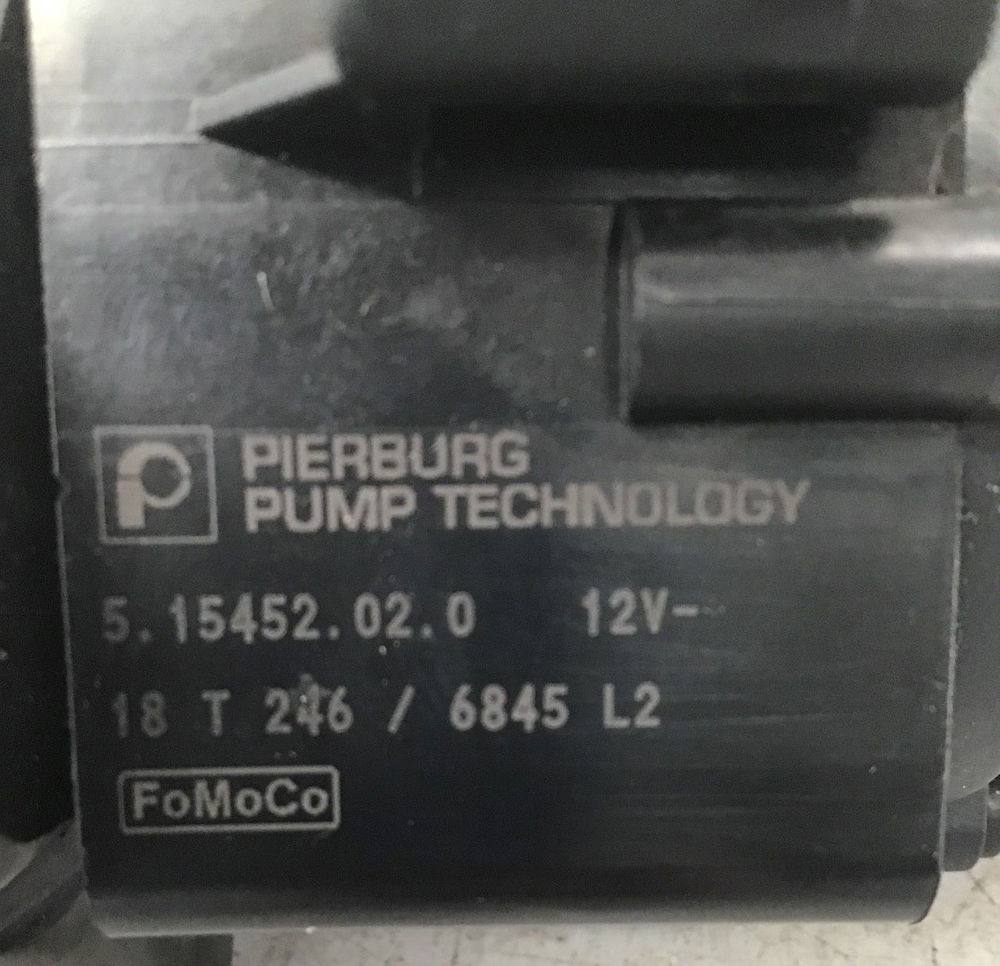 PIERBURG
PUMP TECHNOLOGY
5.15452.02.0 12V-
18 T 246 / 6845 L2
FoMoCo